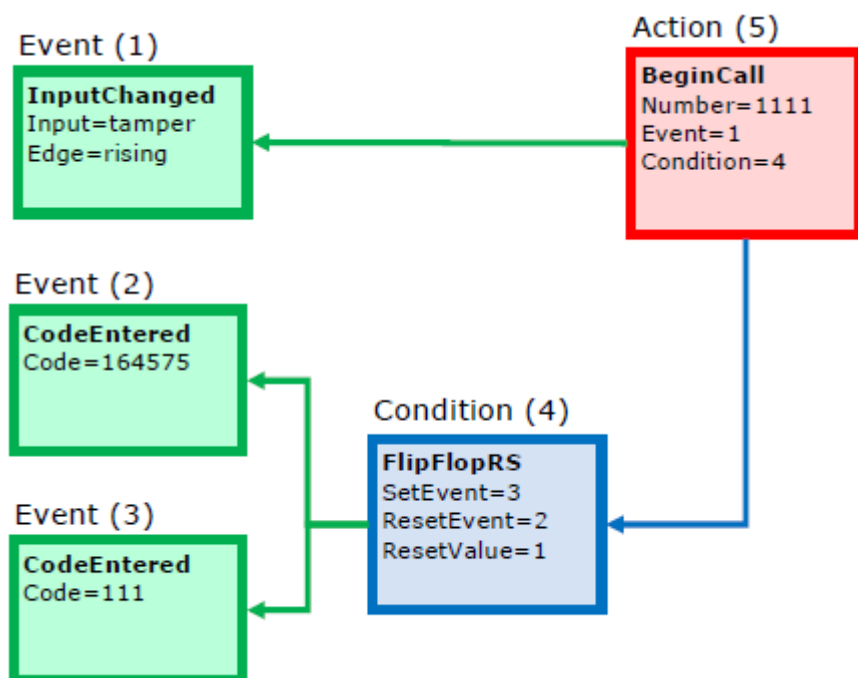 Event (1)
InputChanged
Input=tamper
Edge=rising
Action (5)
BeginCall
Number=1111
Event=1
Condition=4
Event (2)
CodeEntered
Code=164575
Condition (4)
FlipFlopRS
SetEvent=3
ResetEvent=2
ResetValue=1
Event (3)
CodeEntered
Code=111